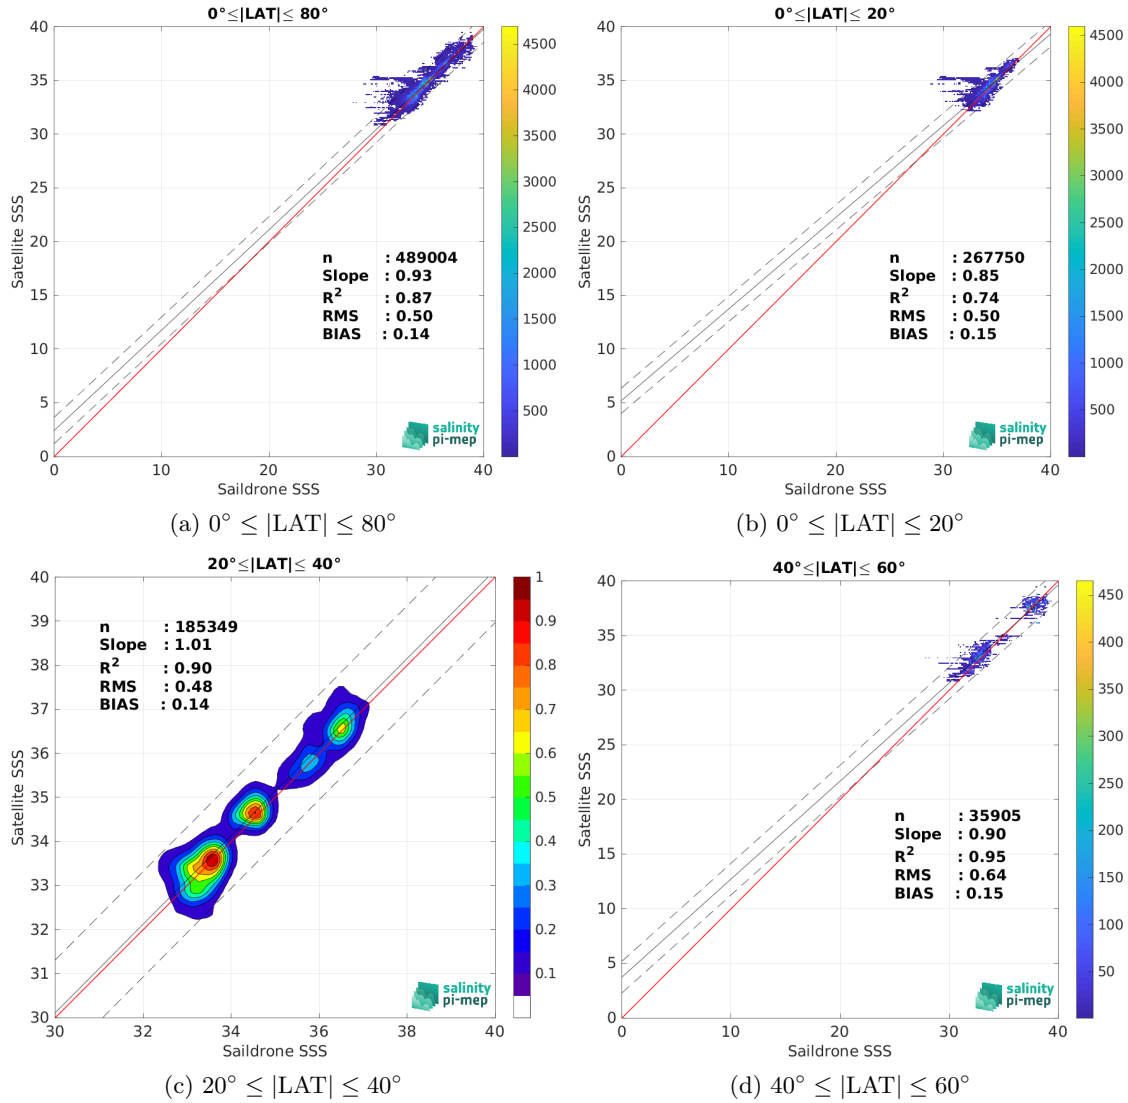 0°≤|LAT|≤ 80°
40
35
30
25
20
15
10
5
0
Satellite SSS
0 10 20 30 40
Saildrone SSS
n : 489004
Slope : 0.93
R² : 0.87
RMS : 0.50
BIAS : 0.14
salinity
pi-mep
4500
4000
3500
3000
2500
2000
1500
1000
500
(a) 0° ≤ |LAT| ≤ 80°
0°≤|LAT|≤ 20°
40
35
30
25
20
15
10
5
0
Satellite SSS
0 10 20 30 40
Saildrone SSS
n : 267750
Slope : 0.85
R² : 0.74
RMS : 0.50
BIAS : 0.15
salinity
pi-mep
4500
4000
3500
3000
2500
2000
1500
1000
500
(b) 0° ≤ |LAT| ≤ 20°
20°≤|LAT|≤ 40°
40
39
38
37
36
35
34
33
32
31
30
Satellite SSS
30 32 34 36 38 40
Saildrone SSS
n : 185349
Slope : 1.01
R² : 0.90
RMS : 0.48
BIAS : 0.14
salinity
pi-mep
1
0.9
0.8
0.7
0.6
0.5
0.4
0.3
0.2
0.1
(c) 20° ≤ |LAT| ≤ 40°
40°≤|LAT|≤ 60°
40
35
30
25
20
15
10
5
0
Satellite SSS
0 10 20 30 40
Saildrone SSS
n : 35905
Slope : 0.90
R² : 0.95
RMS : 0.64
BIAS : 0.15
salinity
pi-mep
450
400
350
300
250
200
150
100
50
(d) 40° ≤ |LAT| ≤ 60°